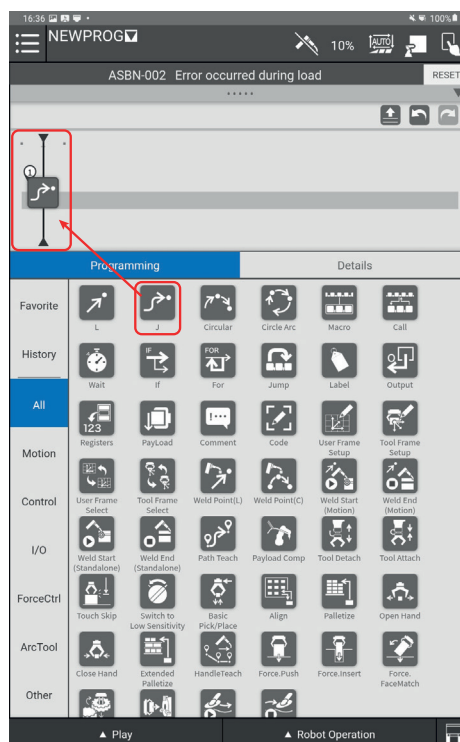 16:36
100%
NEWPROG
10%
AUTO
ASBN-002 Error occurred during load
RESET
1
Programming
Details
Favorite
History
All
Motion
Control
I/O
ForceCtrl
ArcTool
Other
L
J
Circular
Circle Arc
Macro
Call
IF
FOR
Wait
If
For
Jump
Label
Output
123
Registers
PayLoad
Comment
Code
User Frame
Setup
Tool Frame
Setup
User Frame
Select
Tool Frame
Select
Weld Point(L)
Weld Point(C)
Weld Start
(Motion)
Weld End
(Motion)
Weld Start
(Standalone)
Weld End
(Standalone)
Path Teach
Payload Comp
Tool Detach
Tool Attach
Touch Skip
Switch to
Low Sensitivity
Basic
Pick/Place
Align
Palletize
Open Hand
Close Hand
Extended
Palletize
HandleTeach
Force.Push
Force.Insert
Force.
FaceMatch
▲ Play
▲ Robot Operation